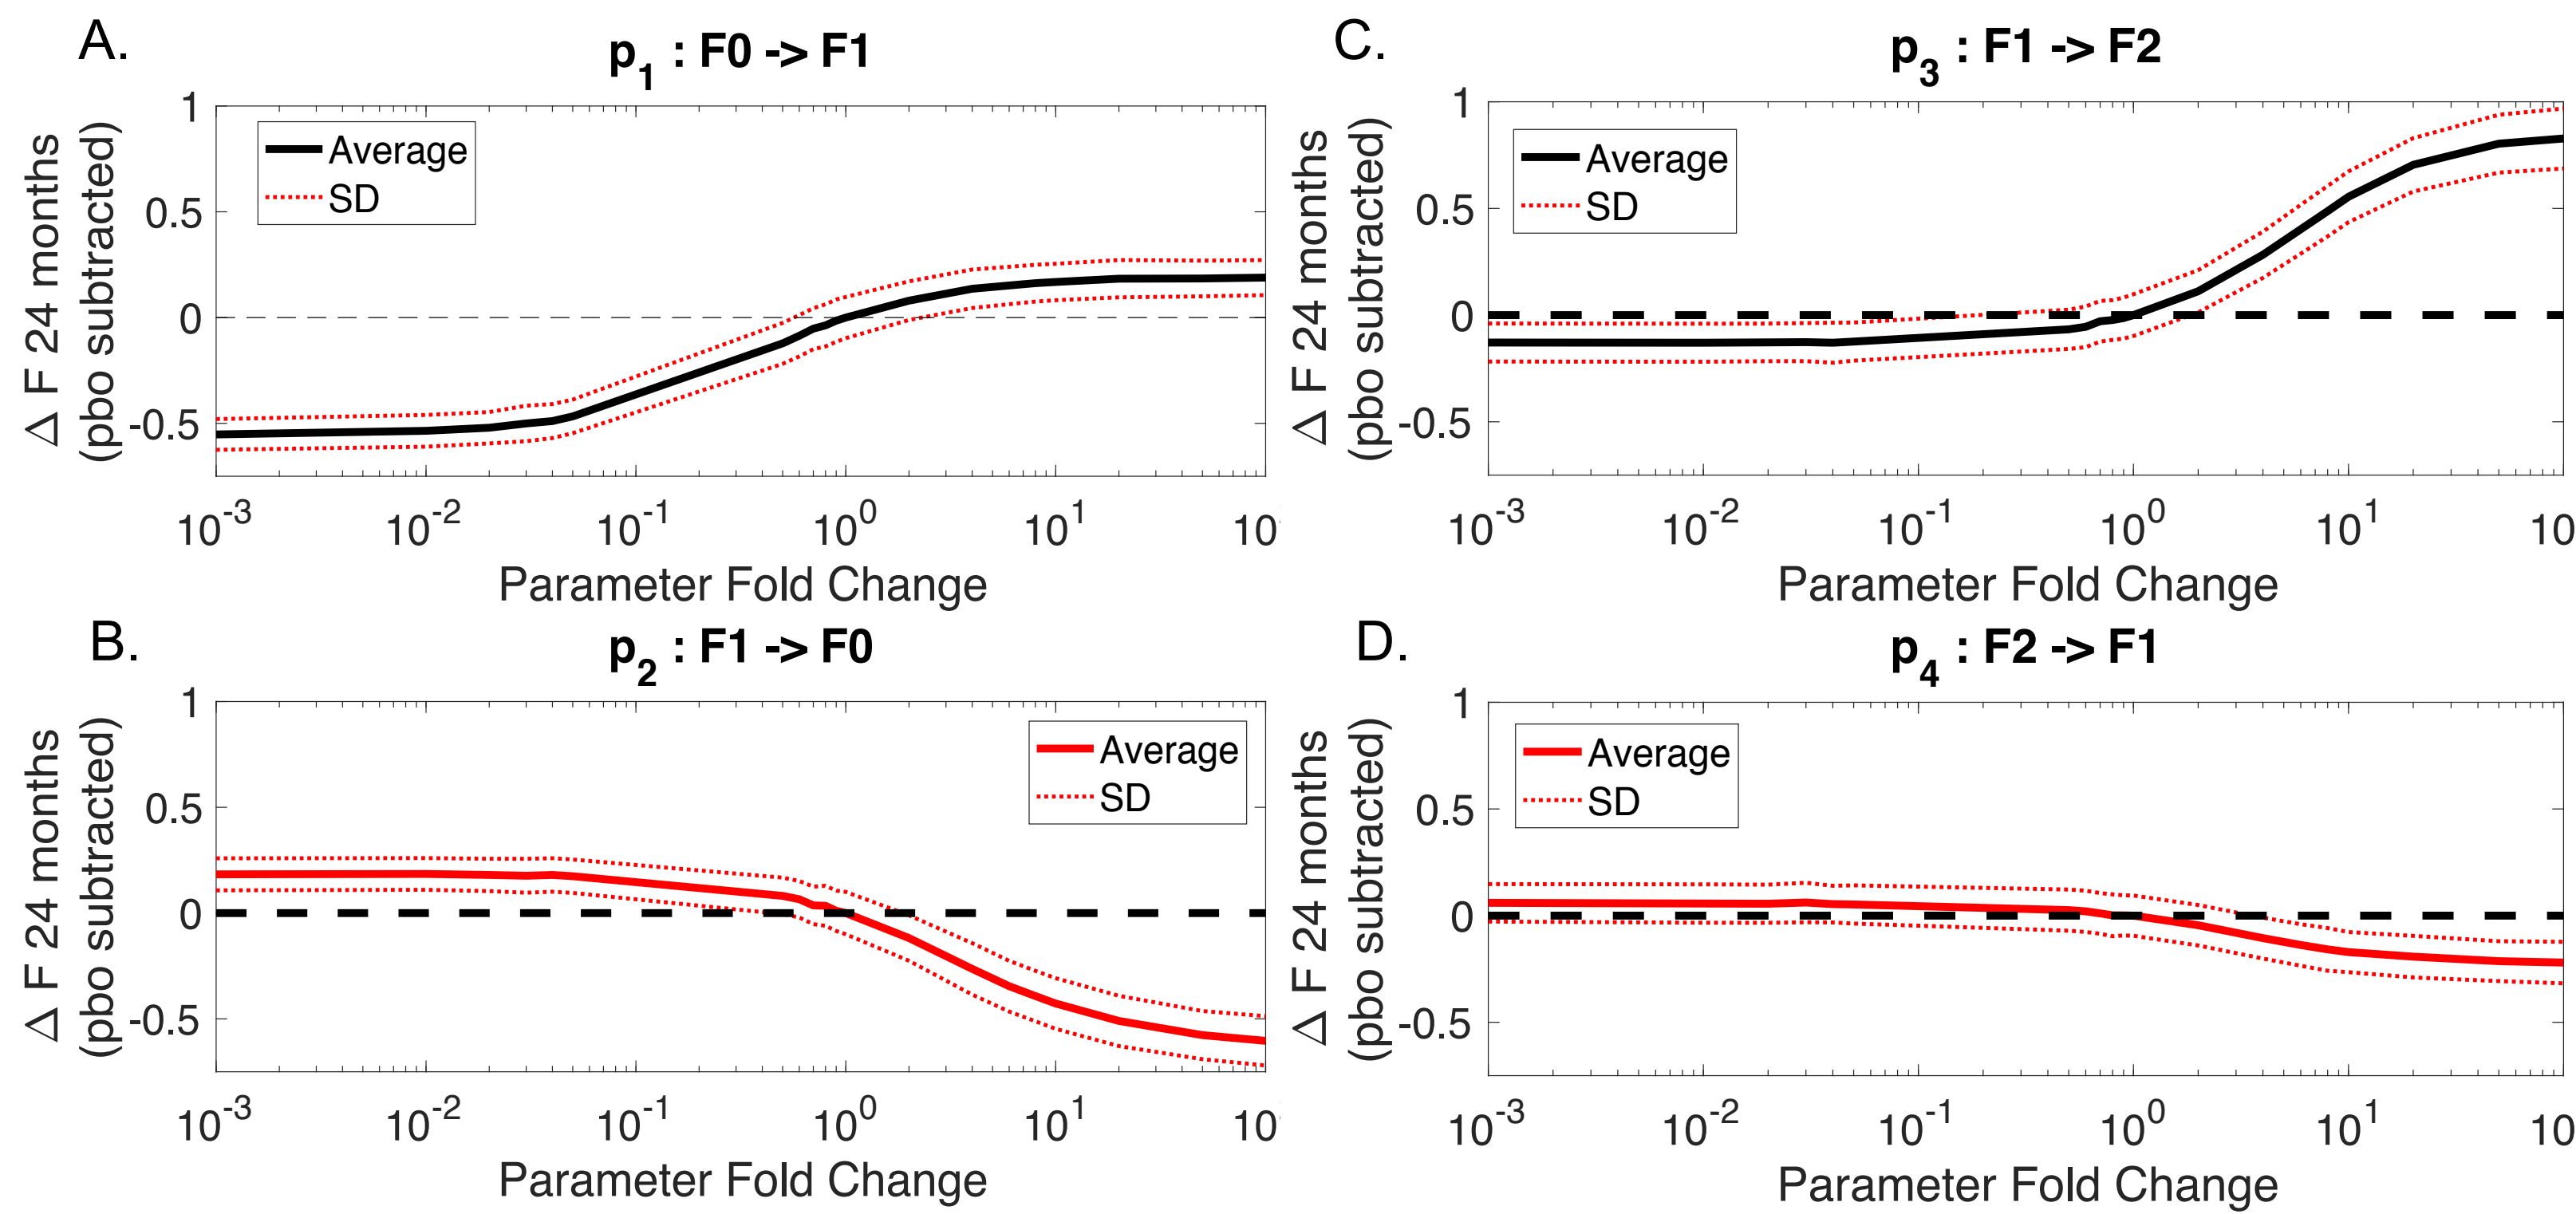 A.
p1 : F0 -> F1
Δ F 24 months
(pbo subtracted)
1
0.5
0
-0.5
Average
SD
10-3 10-2 10-1 100 101 10
Parameter Fold Change
B.
p2 : F1 -> F0
Δ F 24 months
(pbo subtracted)
1
0.5
0
-0.5
Average
SD
10-3 10-2 10-1 100 101 10
Parameter Fold Change
C.
p3 : F1 -> F2
Δ F 24 months
(pbo subtracted)
1
0.5
0
-0.5
Average
SD
10-3 10-2 10-1 100 101 10
Parameter Fold Change
D.
p4 : F2 -> F1
Δ F 24 months
(pbo subtracted)
1
0.5
0
-0.5
Average
SD
10-3 10-2 10-1 100 101 10
Parameter Fold Change